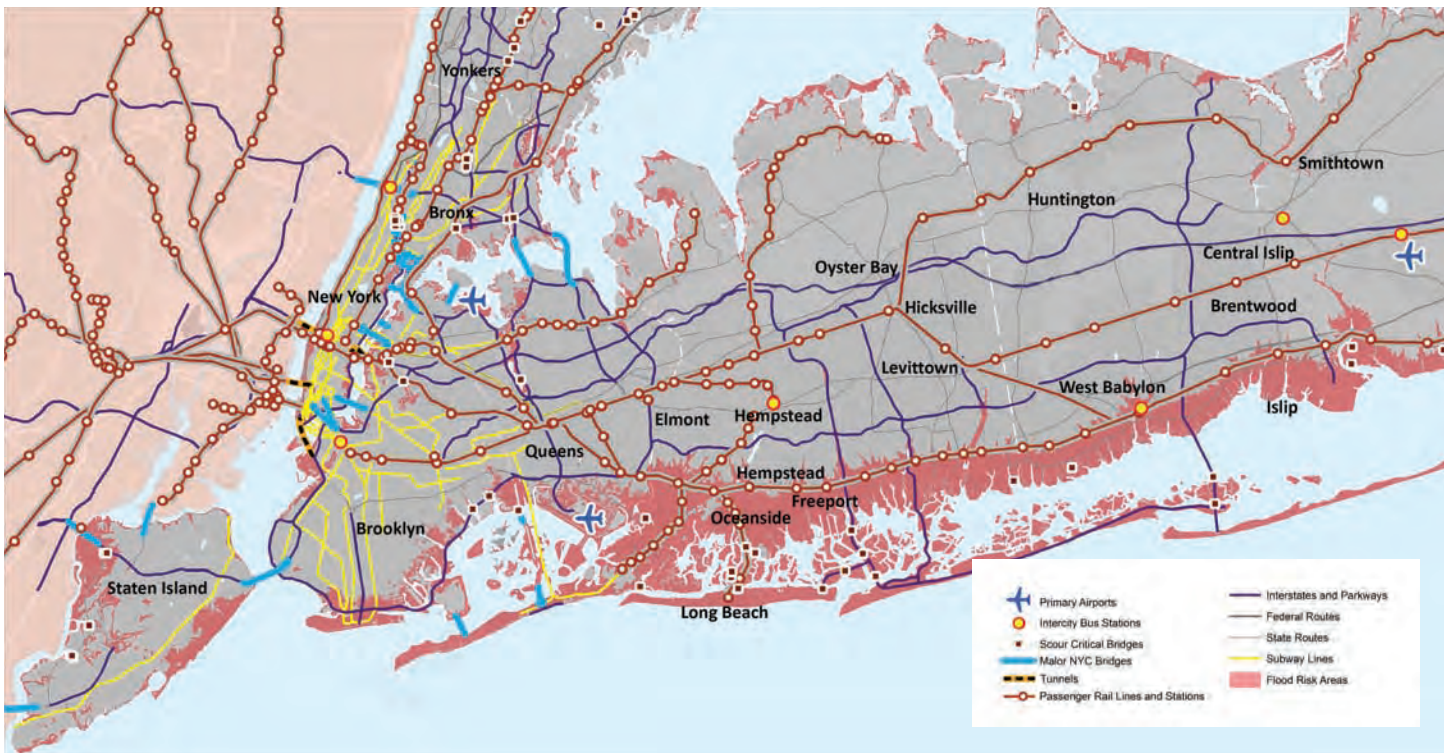 Yonkers
Smithtown
Bronx
Huntington
Central Islip
Oyster Bay
New York
Hicksville
Brentwood
Levittown
West Babylon
Islip
Elmont
Hempstead
Queens
Hempstead
Freeport
Oceanside
Brooklyn
Staten Island
Long Beach
Primary Airports
Intercity Bus Stations
Scour Critical Bridges
Malor NYC Bridges
Tunnels
Passenger Rail Lines and Stations
Interstates and Parkways
Federal Routes
State Routes
Subway Lines
Flood Risk Areas